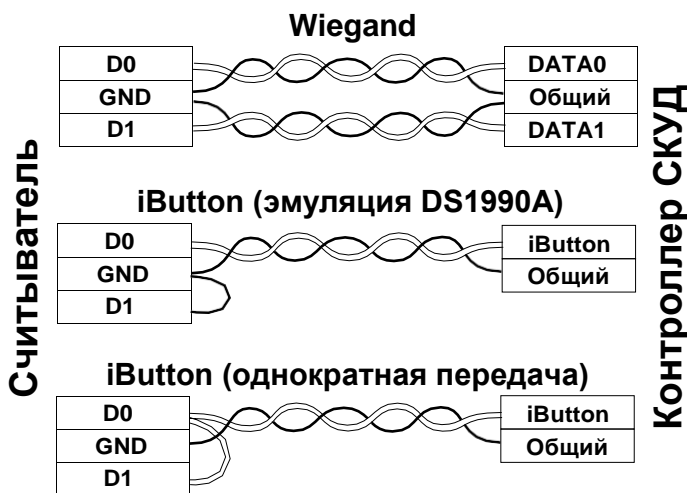 Wiegand
D0
GND
D1
DATA0
Общий
DATA1
Считыватель
Контроллер СКУД
iButton (эмуляция DS1990A)
D0
GND
D1
iButton
Общий
iButton (однократная передача)
D0
GND
D1
iButton
Общий